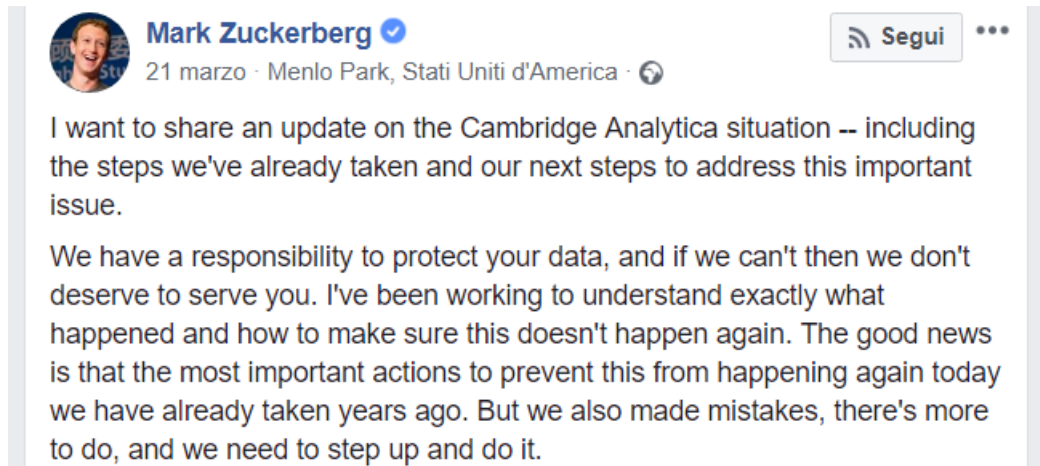 Mark Zuckerberg
Segui
21 marzo · Menlo Park, Stati Uniti d'America ·
I want to share an update on the Cambridge Analytica situation -- including
the steps we've already taken and our next steps to address this important
issue.
We have a responsibility to protect your data, and if we can't then we don't
deserve to serve you. I've been working to understand exactly what
happened and how to make sure this doesn't happen again. The good news
is that the most important actions to prevent this from happening again today
we have already taken years ago. But we also made mistakes, there's more
to do, and we need to step up and do it.